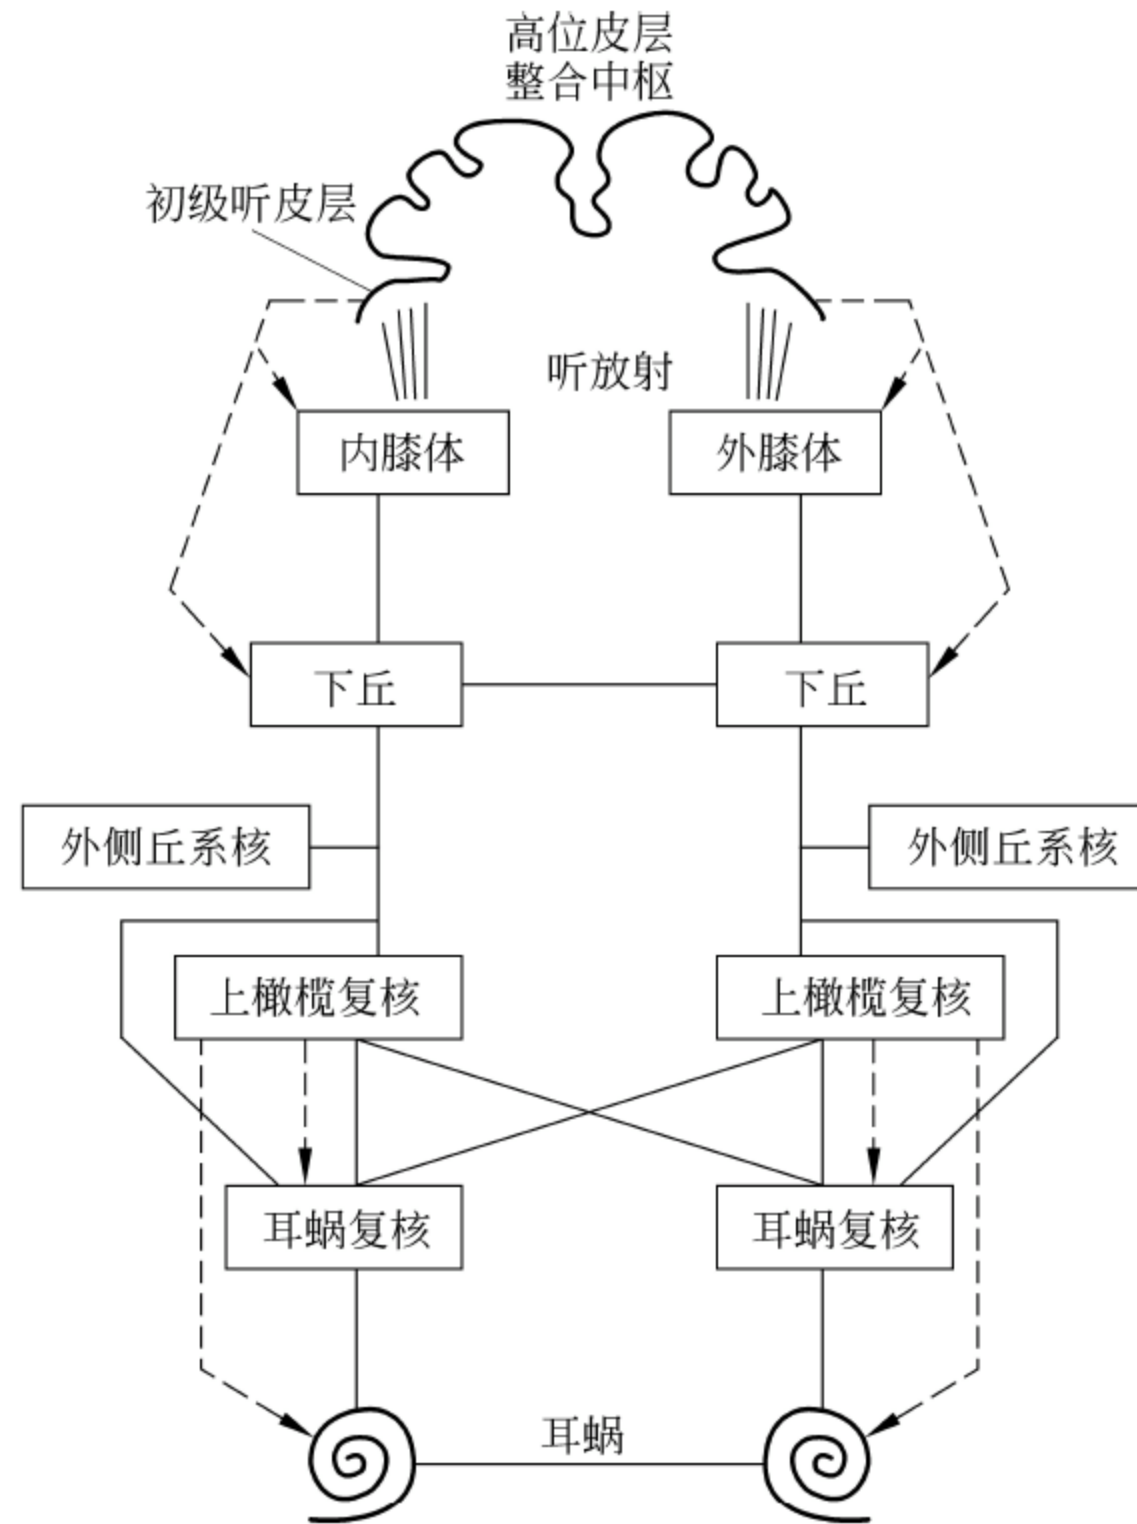 高位皮层
整合中枢
初级听皮层
听放射
内膝体
外膝体
下丘
下丘
外侧丘系核
外侧丘系核
上橄榄复核
上橄榄复核
耳蜗复核
耳蜗复核
耳蜗